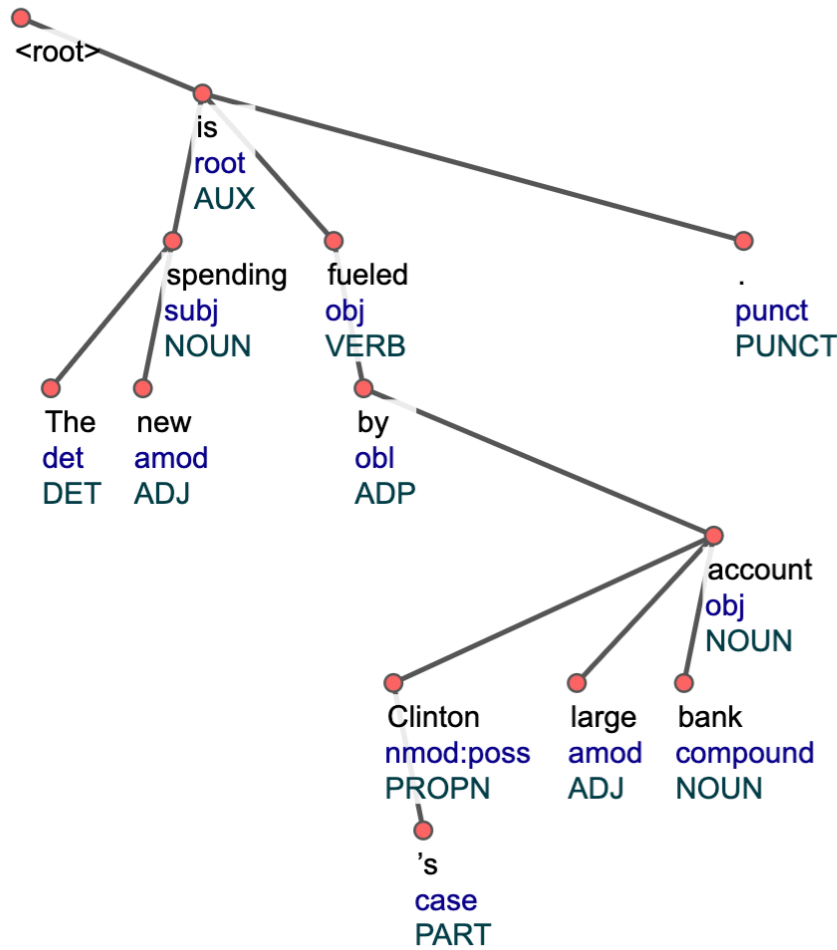 <root>
is
root
AUX
spending fueled .
subj obj punct
NOUN VERB PUNCT
The new by
det amod obl
DET ADJ ADP
account
obj
NOUN
Clinton large bank
nmod:poss amod compound
PROPN ADJ NOUN
’s
case
PART